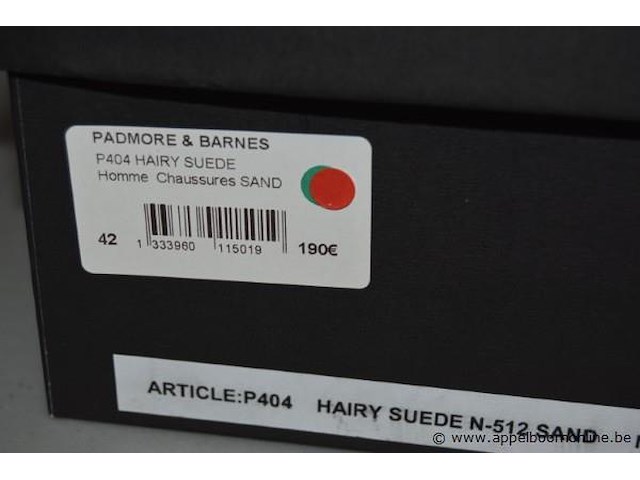 PADMORE & BARNES
P404 HAIRY SUEDE
Homme Chaussures SAND
42
190€
1 333960 115019
ARTICLE:P404 HAIRY SUEDE N-512 SAND
© www.appelboomonline.be